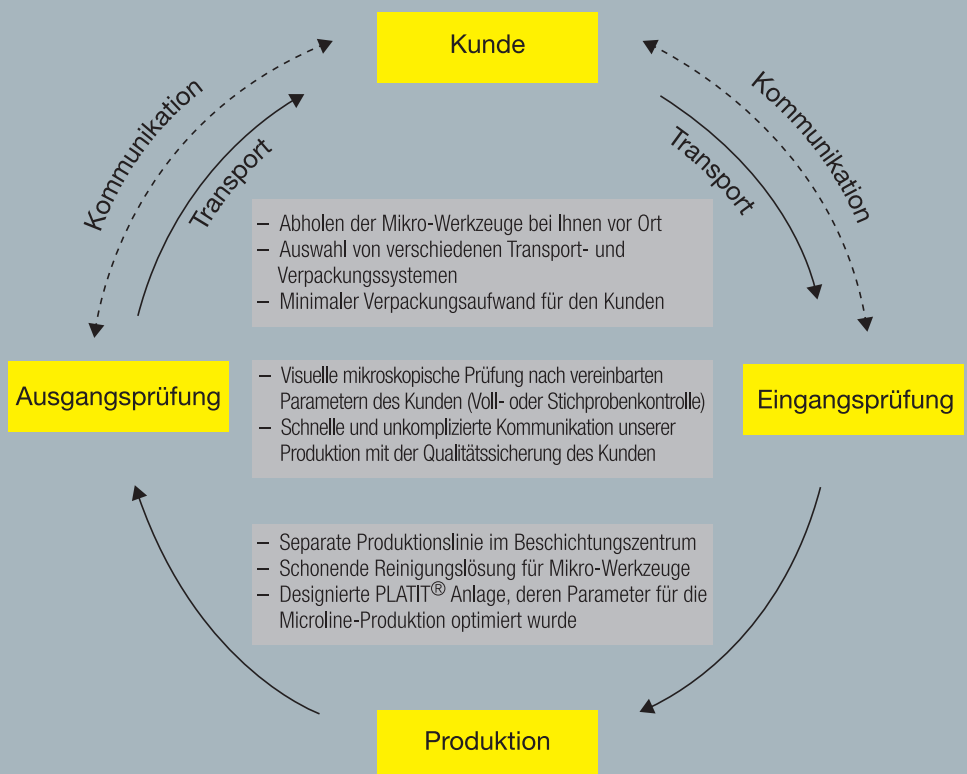 Kunde
Kommunikation
Transport
Transport
Kommunikation
– Abholen der Mikro-Werkzeuge bei Ihnen vor Ort
– Auswahl von verschiedenen Transport- und
Verpackungssystemen
– Minimaler Verpackungsaufwand für den Kunden
Ausgangsprüfung
– Visuelle mikroskopische Prüfung nach vereinbarten
Parametern des Kunden (Voll- oder Stichprobenkontrolle)
– Schnelle und unkomplizierte Kommunikation unserer
Produktion mit der Qualitätssicherung des Kunden
Eingangsprüfung
– Separate Produktionslinie im Beschichtungszentrum
– Schonende Reinigungslösung für Mikro-Werkzeuge
– Designierte PLATIT® Anlage, deren Parameter für die
Microline-Produktion optimiert wurde
Produktion